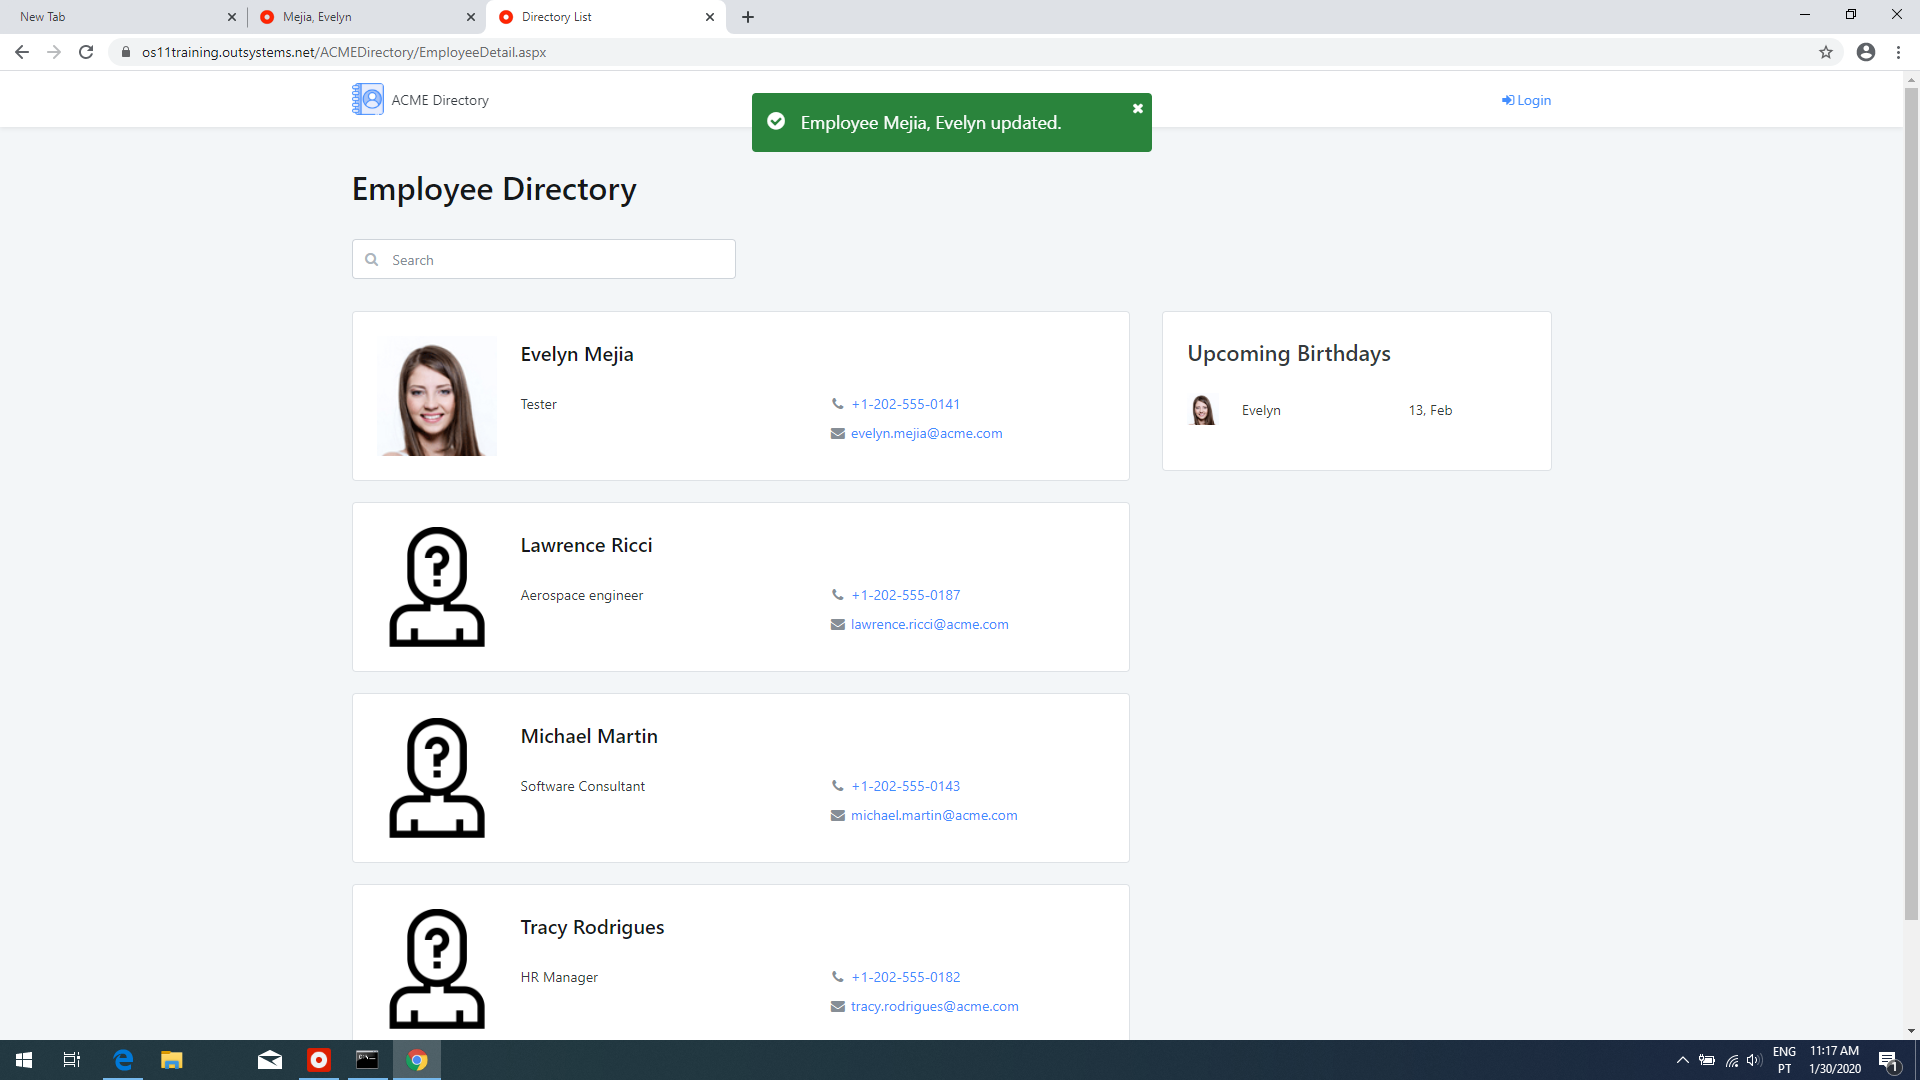 New Tab
Mejia, Evelyn
Directory List
os11training.outsystems.net/ACMEDirectory/EmployeeDetail.aspx
ACME Directory
Employee Mejia, Evelyn updated.
Login
Employee Directory
Search
Evelyn Mejia
Tester
+1-202-555-0141
evelyn.mejia@acme.com
Upcoming Birthdays
Evelyn
13, Feb
?
Lawrence Ricci
Aerospace engineer
+1-202-555-0187
lawrence.ricci@acme.com
?
Michael Martin
Software Consultant
+1-202-555-0143
michael.martin@acme.com
?
Tracy Rodrigues
HR Manager
+1-202-555-0182
tracy.rodrigues@acme.com
ENG
PT
11:17 AM
1/30/2020
1